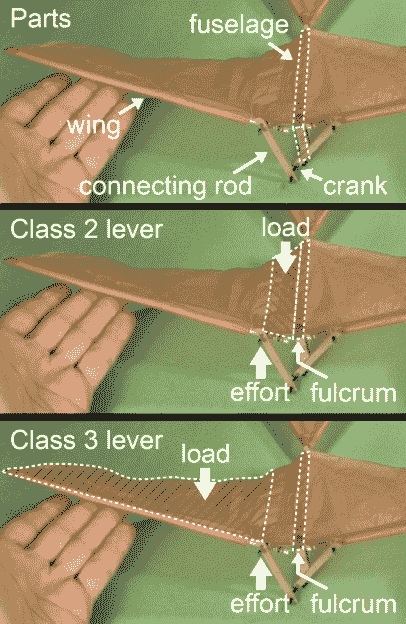 Parts
fuselage
wing
connecting rod
crank
Class 2 lever
load
effort
fulcrum
Class 3 lever
load
effort
fulcrum